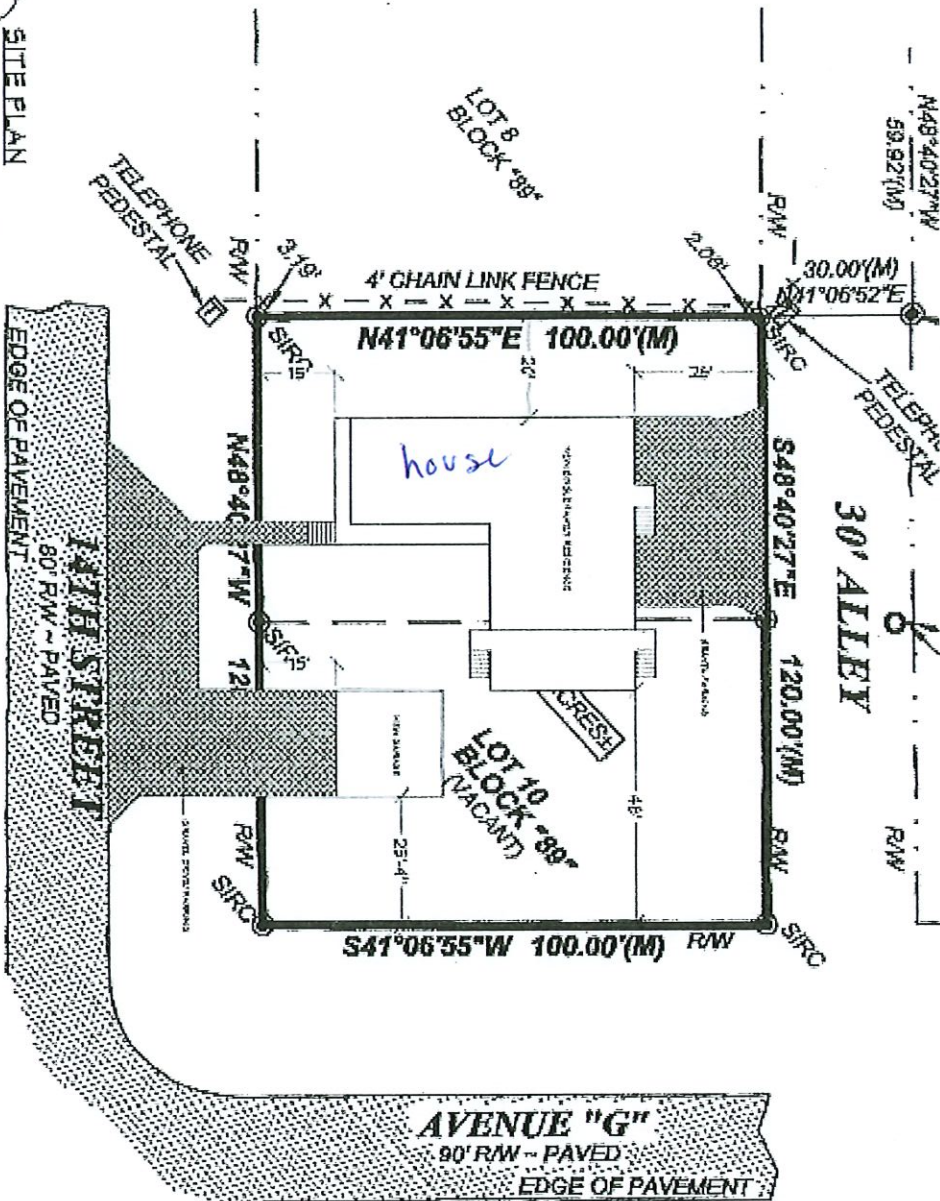 SITE PLAN
N48°40'27"W
59.92'(M)
LOT 8
BLOCK "89"
TELEPHONE
PEDESTAL
R/W
3.19'
4' CHAIN LINK FENCE
2.08'
R/W
30.00'(M)
N41°06'52"E
SIRC
N41°06'55"E 100.00'(M)
SIRC
15'
20'
TELEPH
PEDESTAL
house
S48°40'27"E 120.00'(M)
30' ALLEY
14TH STREET
80' R/W ~ PAVED
EDGE OF PAVEMENT
15'
LOT 10
BLOCK "89"
(VACANT)
25'-4"
R/W
R/W
R/W
SIRC
SIRC
S41°06'55"W 100.00'(M)
R/W
AVENUE "G"
90' R/W ~ PAVED
EDGE OF PAVEMENT